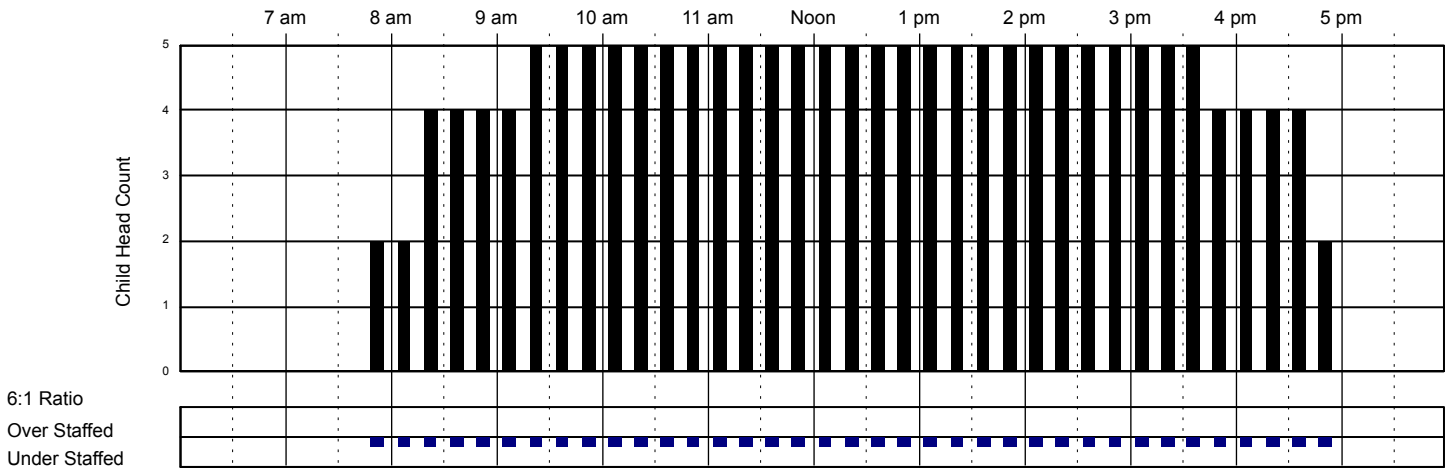 7 am 8 am 9 am 10 am 11 am Noon 1 pm 2 pm 3 pm 4 pm 5 pm
5
4
3
2
1
0
Child Head Count
6:1 Ratio
Over Staffed
Under Staffed